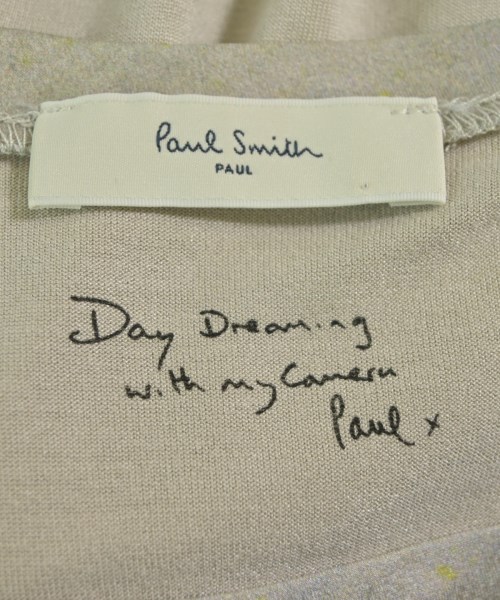 Paul Smith
PAUL
Day Dreaming
with my Camera
Paul x